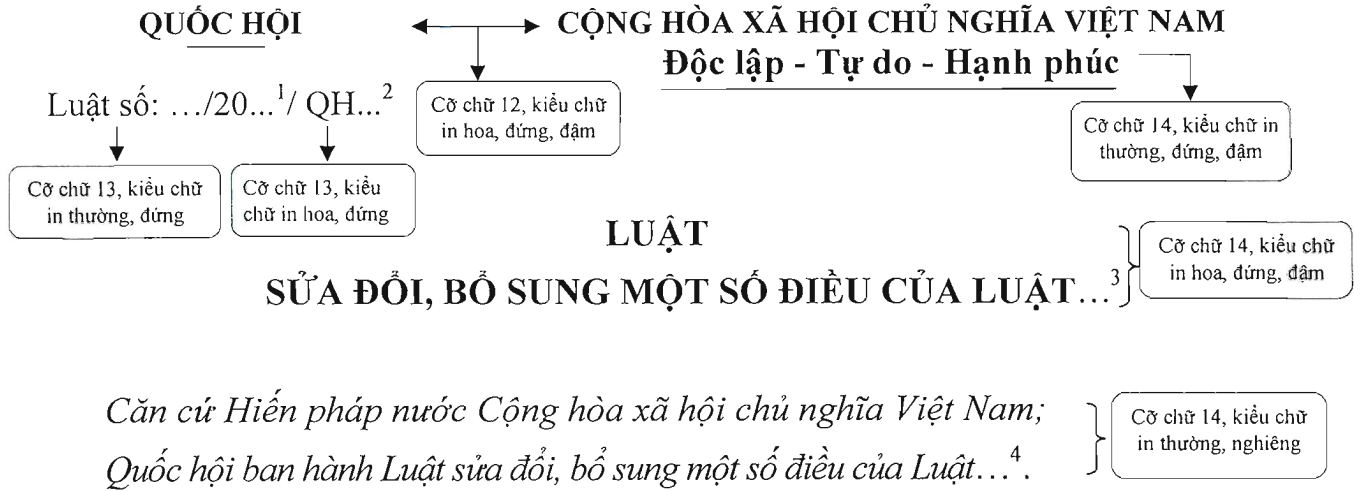 QUỐC HỘI
CỘNG HÒA XÃ HỘI CHỦ NGHĨA VIỆT NAM
Độc lập - Tự do - Hạnh phúc
Luật số: …/20...1/ QH...2
Cỡ chữ 12, kiểu chữ
in hoa, đứng, đậm
Cỡ chữ 14, kiểu chữ in
thường, đứng, đậm
Cỡ chữ 13, kiểu chữ
in thường, đứng
Cỡ chữ 13, kiểu
chữ in hoa, đứng
LUẬT
SỬA ĐỔI, BỔ SUNG MỘT SỐ ĐIỀU CỦA LUẬT…3
Cỡ chữ 14, kiểu chữ
in hoa, đứng, đậm
Căn cứ Hiến pháp nước Cộng hòa xã hội chủ nghĩa Việt Nam;
Quốc hội ban hành Luật sửa đổi, bổ sung một số điều của Luật…4.
Cỡ chữ 14, kiểu chữ
in thường, nghiêng